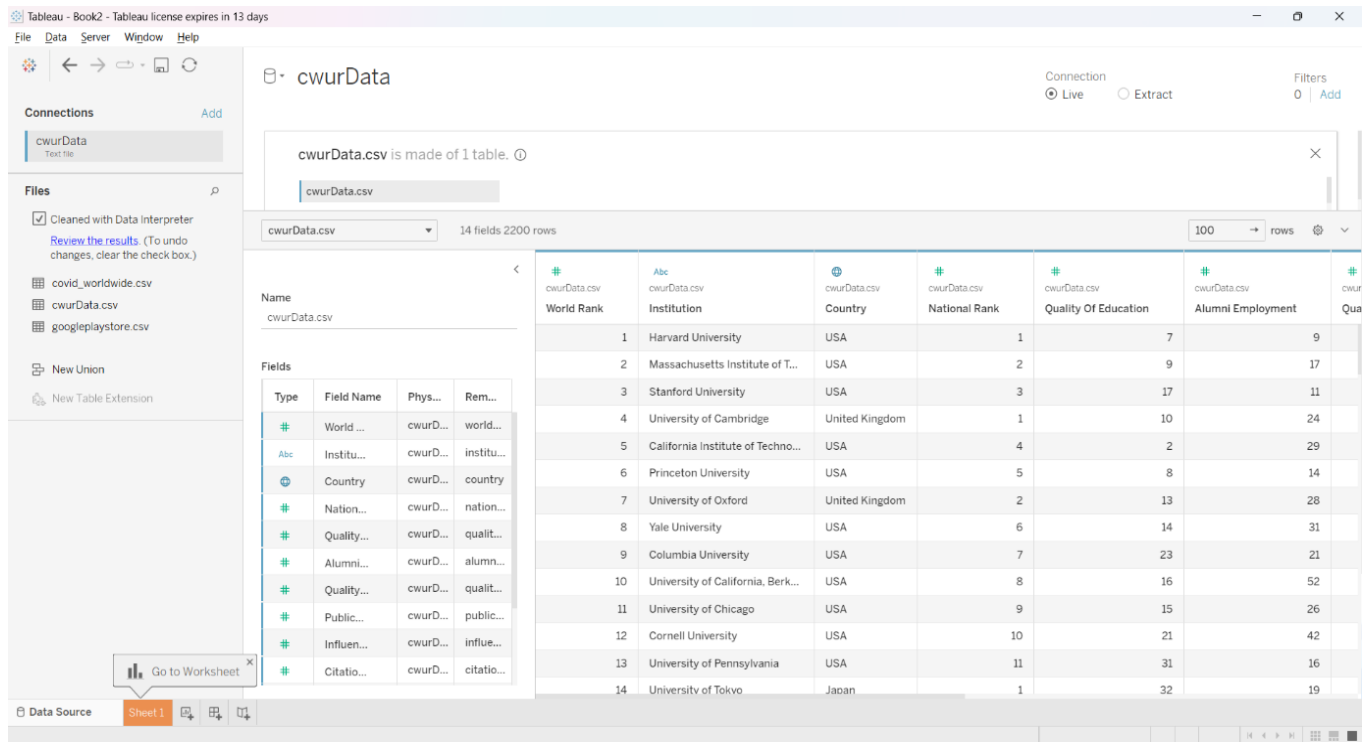 Tableau - Book2 - Tableau license expires in 13 days
File Data Server Window Help
Connections Add
cwurData
Text file
Files
Cleaned with Data Interpreter
Review the results. (To undo
changes, clear the check box.)
covid_worldwide.csv
cwurData.csv
googleplaystore.csv
New Union
New Table Extension
cwurData
Connection
Live Extract
Filters
0 Add
cwurData.csv is made of 1 table.
cwurData.csv
cwurData.csv 14 fields 2200 rows 100 rows
Name
cwurData.csv
Fields
Type Field Name Phys... Rem...
# World ... cwurD... world...
Abc Institu... cwurD... institu...
Country cwurD... country
# Nation... cwurD... nation...
# Quality... cwurD... qualit...
# Alumni... cwurD... alumn...
# Quality... cwurD... qualit...
# Public... cwurD... public...
# Influen... cwurD... influe...
# Citatio... cwurD... citatio...
# Abc # # # #
cwurData.csv cwurData.csv cwurData.csv cwurData.csv cwurData.csv cwurData.csv cwur
World Rank Institution Country National Rank Quality Of Education Alumni Employment Qua
1 Harvard University USA 1 7 9
2 Massachusetts Institute of T... USA 2 9 17
3 Stanford University USA 3 17 11
4 University of Cambridge United Kingdom 1 10 24
5 California Institute of Techno... USA 4 2 29
6 Princeton University USA 5 8 14
7 University of Oxford United Kingdom 2 13 28
8 Yale University USA 6 14 31
9 Columbia University USA 7 23 21
10 University of California, Berk... USA 8 16 52
11 University of Chicago USA 9 15 26
12 Cornell University USA 10 21 42
13 University of Pennsylvania USA 11 31 16
14 University of Tokyo Japan 1 32 19
Go to Worksheet
Data Source Sheet 1